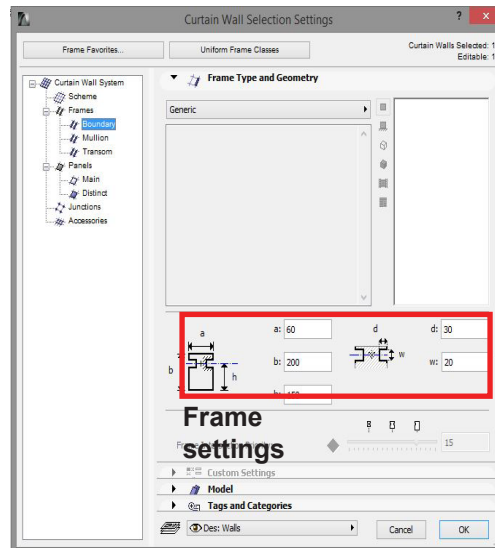 Curtain Wall Selection Settings
?
x
Frame Favorites...
Uniform Frame Classes
Curtain Walls Selected: 1
Editable: 1
Curtain Wall System
Scheme
Frames
Boundary
Mullion
Transom
Panels
Main
Distinct
Junctions
Accessories
Frame Type and Geometry
Generic
a
a: 60
d
d: 30
b
h
b: 200
w
w: 20
Frame
settings
15
Custom Settings
Model
Tags and Categories
Des: Walls
Cancel
OK